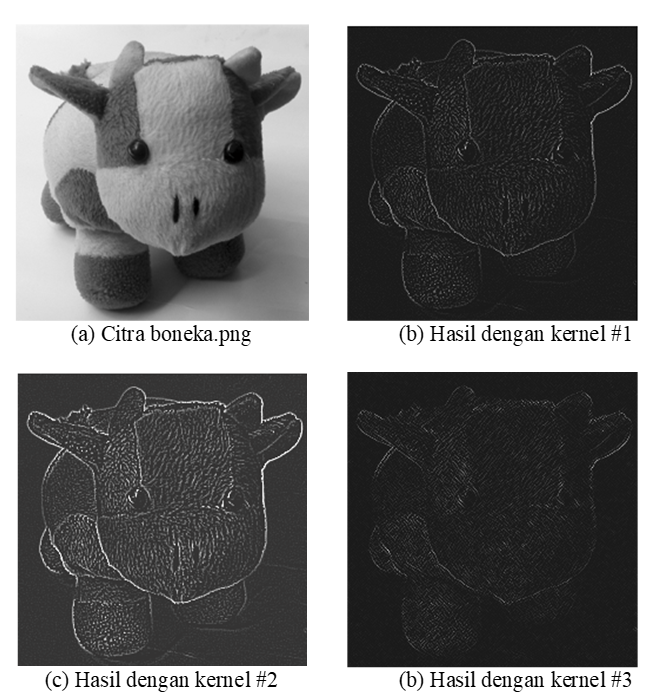 (a) Citra boneka.png
(b) Hasil dengan kernel #1
(c) Hasil dengan kernel #2
(b) Hasil dengan kernel #3